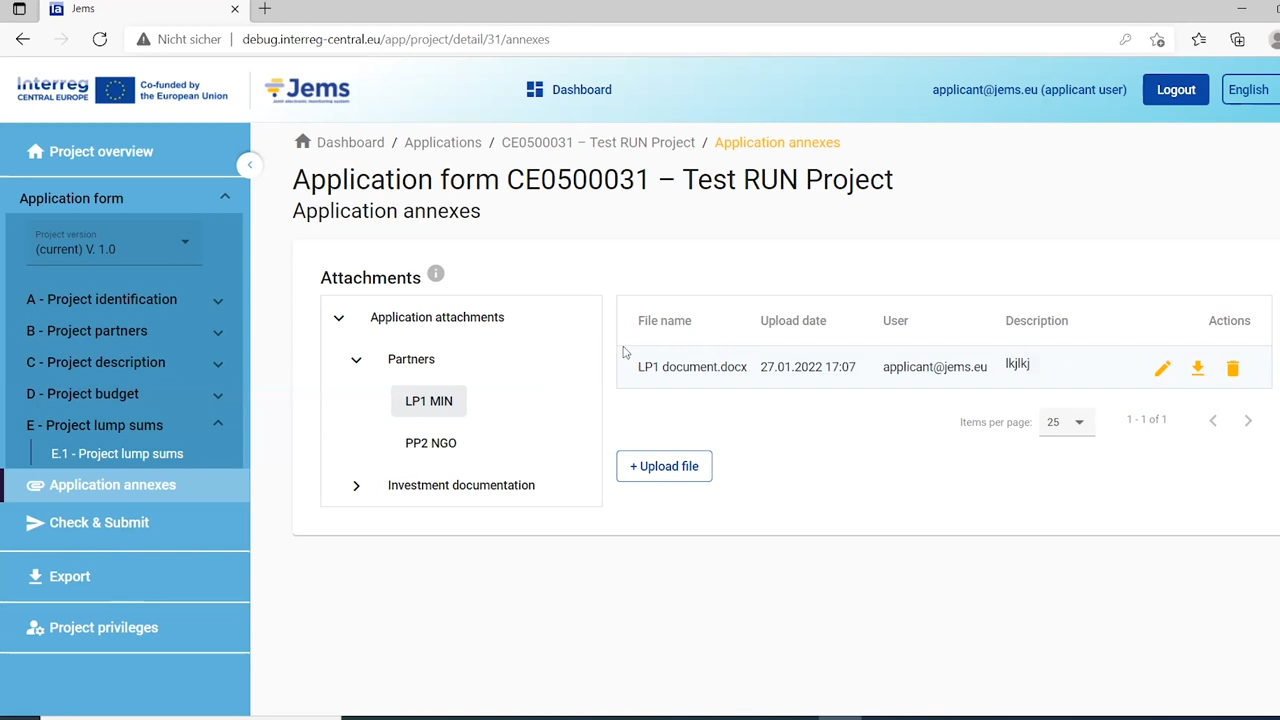 Jems
Nicht sicher
debug.interreg-central.eu/app/project/detail/31/annexes
Interreg
CENTRAL EUROPE
Co-funded by
the European Union
Jems
Joint electronic monitoring system
Dashboard
applicant@jems.eu (applicant user)
Logout
English
Project overview
Application form
Project version
(current) V. 1.0
A - Project identification
B - Project partners
C - Project description
D - Project budget
E - Project lump sums
E.1 - Project lump sums
Application annexes
Check & Submit
Export
Project privileges
Dashboard / Applications / CE0500031 – Test RUN Project / Application annexes
Application form CE0500031 – Test RUN Project
Application annexes
Attachments
Application attachments
Partners
LP1 MIN
PP2 NGO
Investment documentation
File name Upload date User Description Actions
LP1 document.docx 27.01.2022 17:07 applicant@jems.eu lkjlkj
Items per page: 25 1 - 1 of 1
+ Upload file